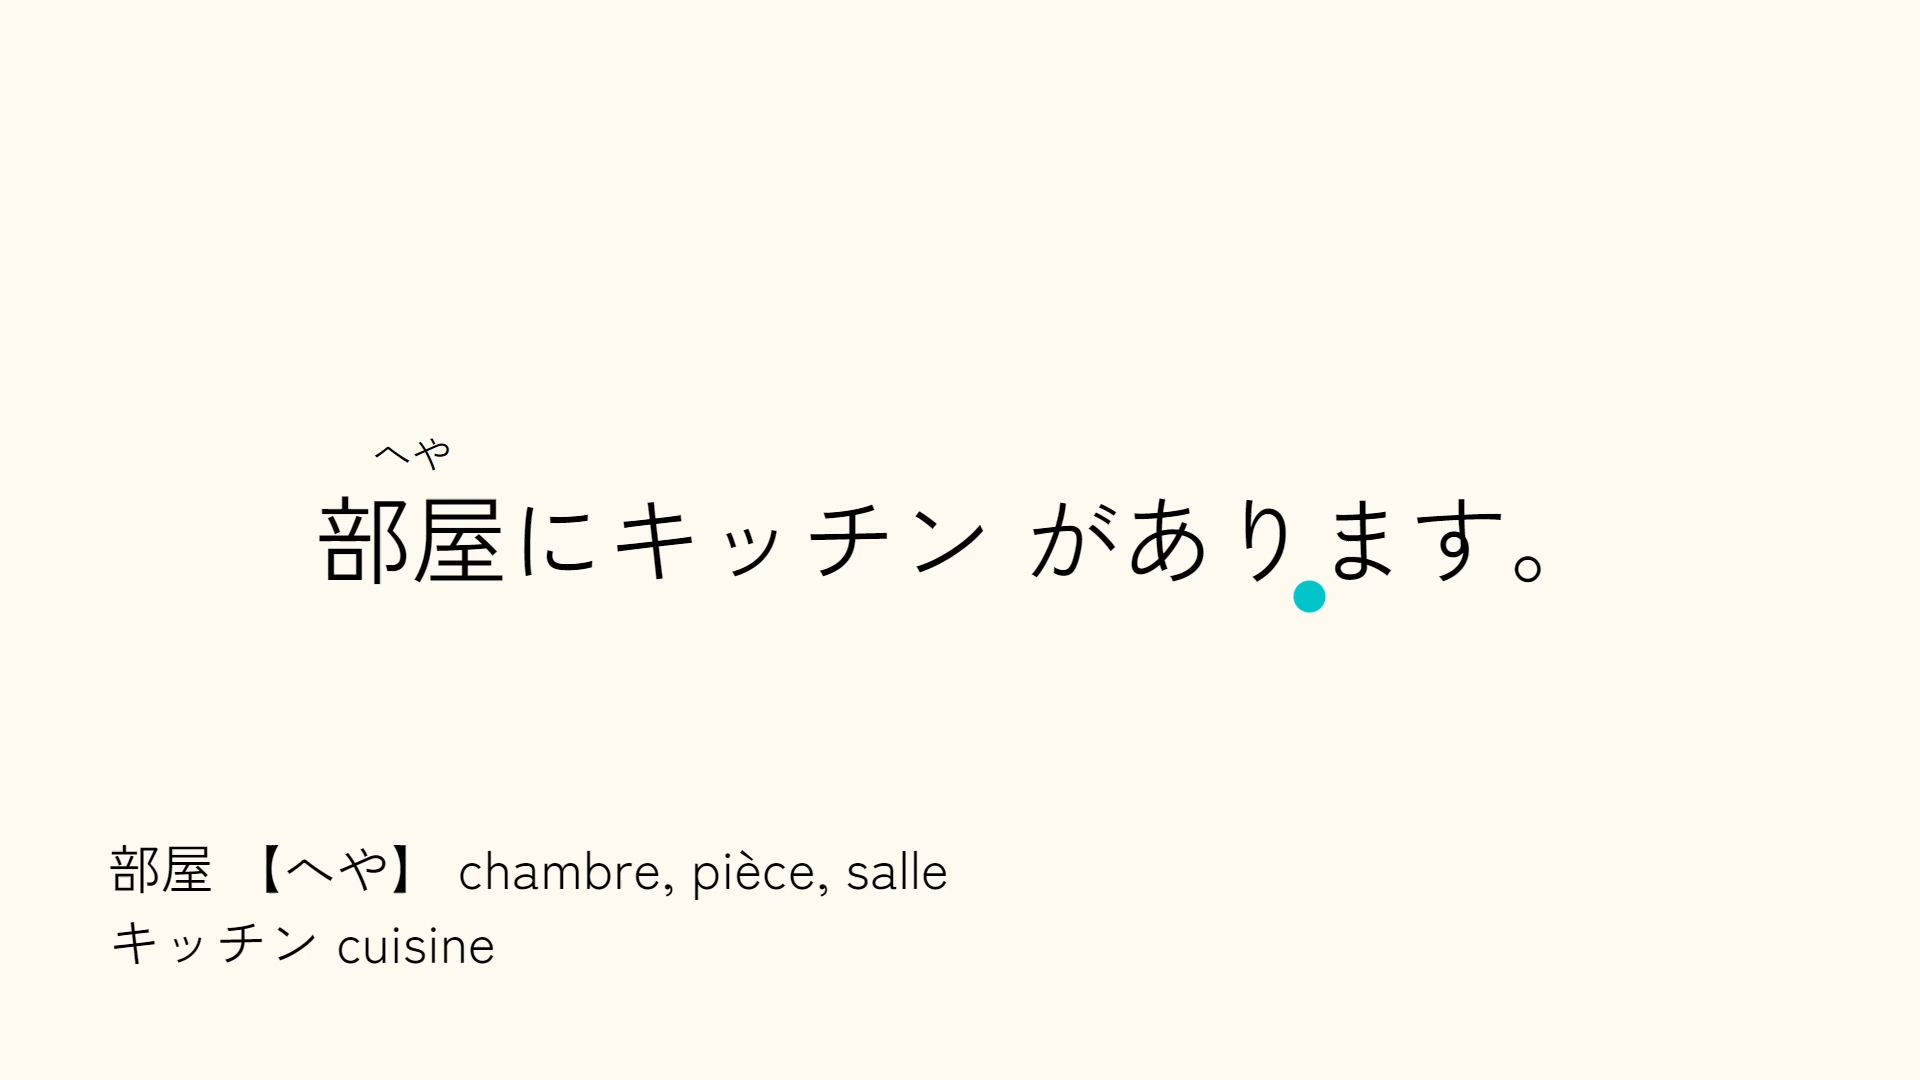 へや
部屋にキッチン があります。
部屋 【へや】 chambre, pièce, salle
キッチン cuisine